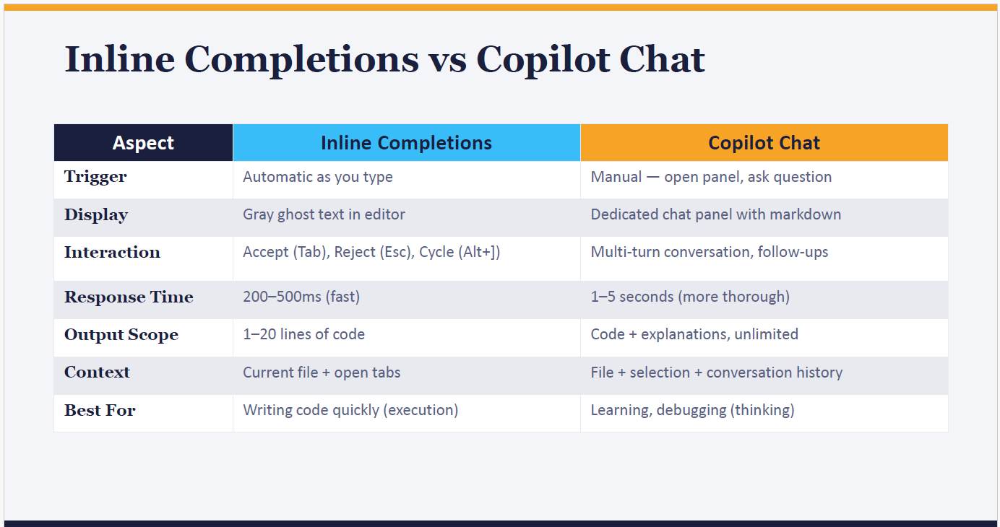 Inline Completions vs Copilot Chat
Aspect Inline Completions Copilot Chat
Trigger Automatic as you type Manual — open panel, ask question
Display Gray ghost text in editor Dedicated chat panel with markdown
Interaction Accept (Tab), Reject (Esc), Cycle (Alt+]) Multi-turn conversation, follow-ups
Response Time 200–500ms (fast) 1–5 seconds (more thorough)
Output Scope 1–20 lines of code Code + explanations, unlimited
Context Current file + open tabs File + selection + conversation history
Best For Writing code quickly (execution) Learning, debugging (thinking)